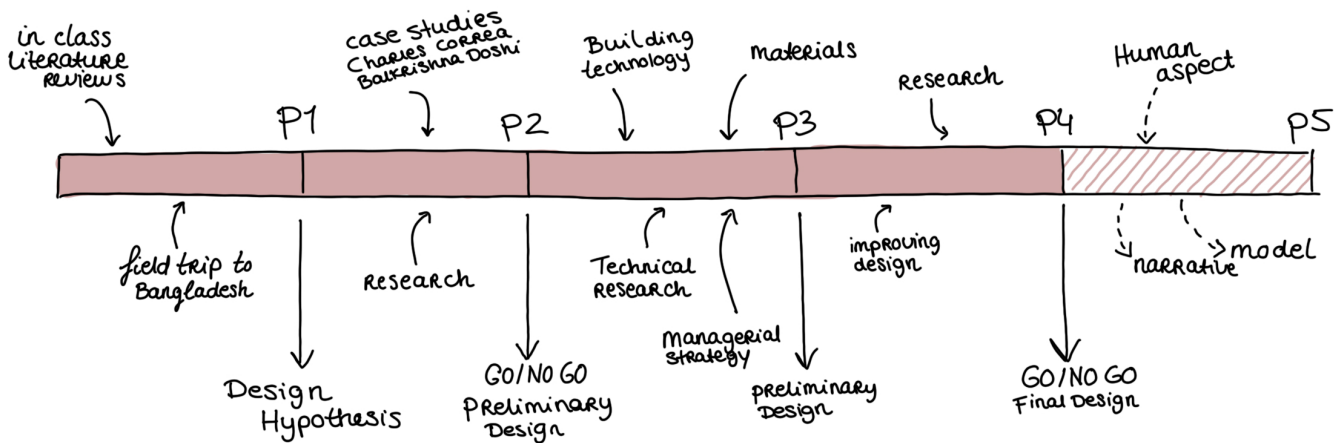 in class
Literature
Reviews
case studies
Charles Correa
Balkrishna Doshi
Building
technology
materials
Research
Human
aspect
P1
P2
P3
P4
P5
field trip to
Bangladesh
Research
Technical
Research
managerial
strategy
improving
design
narrative
model
Design
Hypothesis
GO/NO GO
Preliminary
Design
preliminary
Design
GO/NO GO
Final Design